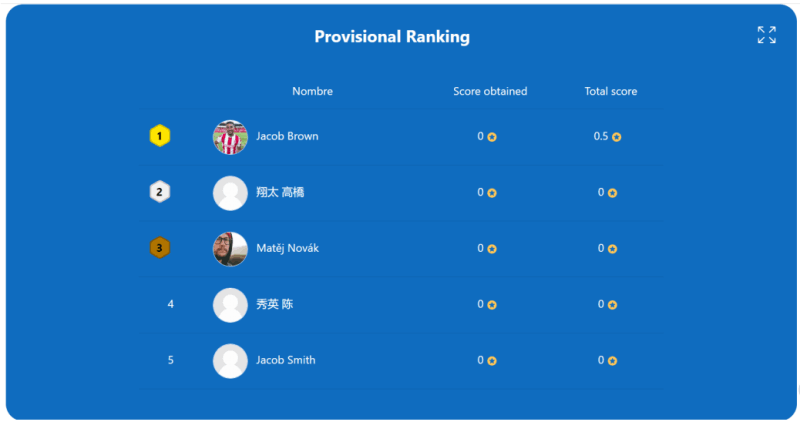 Provisional Ranking
Nombre Score obtained Total score
1 Jacob Brown 0 0.5
2 翔太 高橋 0 0
3 Matěj Novák 0 0
4 秀英 陈 0 0
5 Jacob Smith 0 0